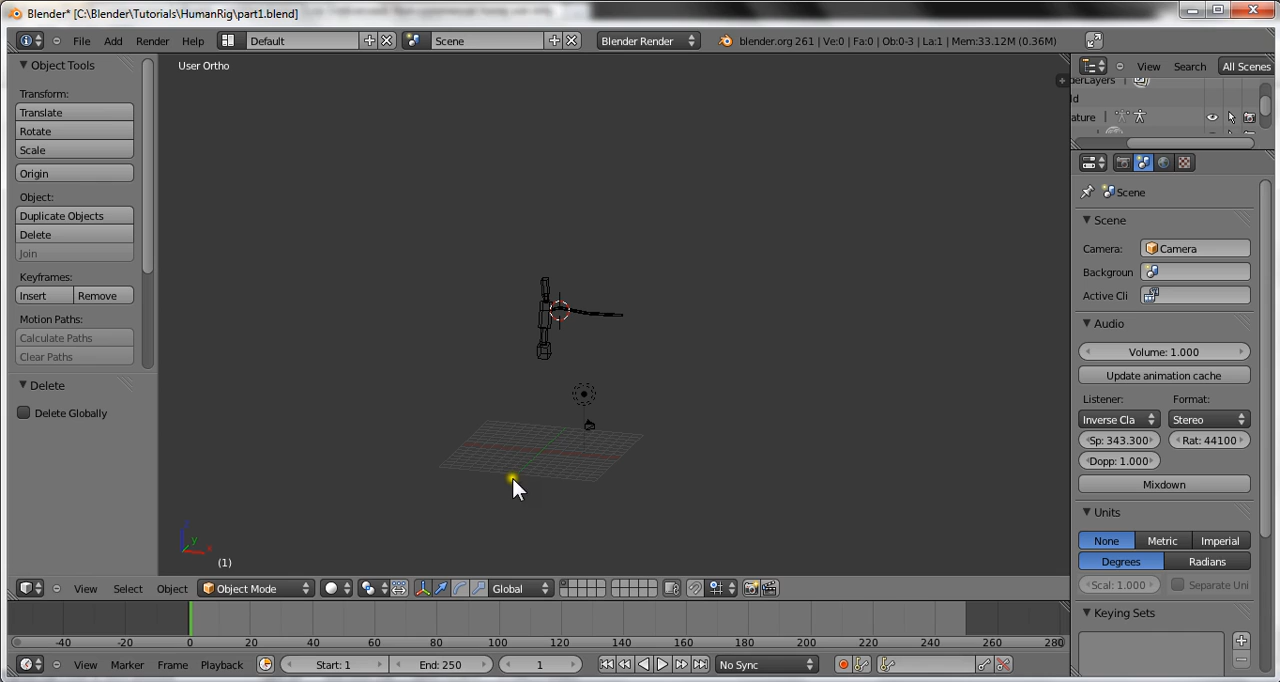 Blender* [C:\Blender\Tutorials\HumanRig\part1.blend]
File Add Render Help Default Scene Blender Render blender.org 261 | Ve:0 | Fa:0 | Ob:0-3 | La:1 | Mem:33.12M (0.36M)
Object Tools
Transform:
Translate
Rotate
Scale
Origin
Object:
Duplicate Objects
Delete
Join
Keyframes:
Insert Remove
Motion Paths:
Calculate Paths
Clear Paths
Delete
Delete Globally
User Ortho
z
y
x
(1)
View Select Object Object Mode Global
View Search All Scenes
derLayers |
ld
ature |
Scene
Scene
Camera: Camera
Backgroun
Active Cli
Audio
Volume: 1.000
Update animation cache
Listener: Format:
Inverse Cla Stereo
Sp: 343.300 Rat: 44100
Dopp: 1.000
Mixdown
Units
None Metric Imperial
Degrees Radians
Scal: 1.000 Separate Uni
Keying Sets
-40 -20 0 20 40 60 80 100 120 140 160 180 200 220 240 260 280
View Marker Frame Playback Start: 1 End: 250 1 No Sync